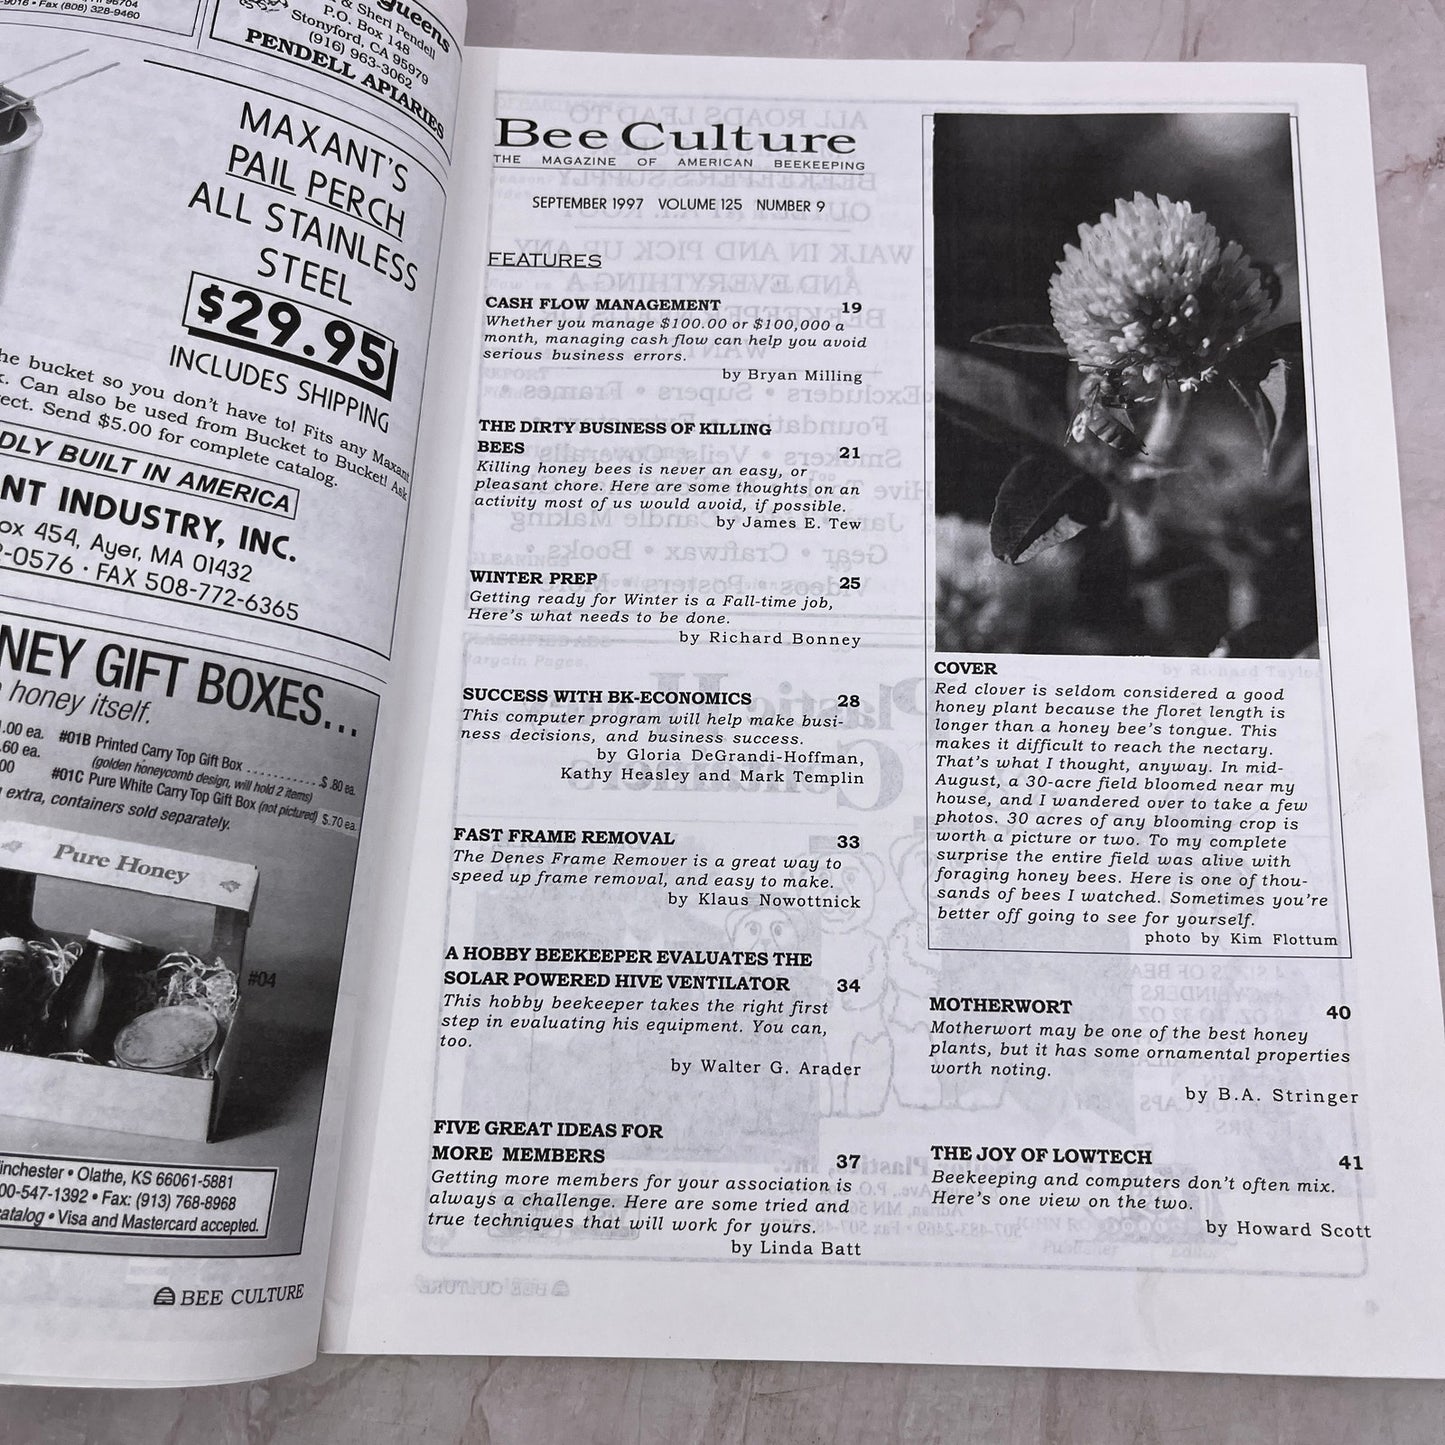 & Sheri Pendell
P.O. Box 148
Stonyford, CA 95979
(916) 963-3062
PENDELL APIARIES
Fax (808) 328-9460
MAXANT'S
PAIL PERCH
ALL STAINLESS
STEEL
$29.95
INCLUDES SHIPPING
bucket so you don't have to! Fits any Maxant
Can also be used from Bucket to Bucket! Ask
Send $5.00 for complete catalog.
BUILT IN AMERICA
INDUSTRY, INC.
454, Ayer, MA 01432
FAX 508-772-6365
GIFT BOXES...
honey itself.
#01B Printed Carry Top Gift Box $ .80 ea.
(golden honeycomb design, will hold 2 items)
#01C Pure White Carry Top Gift Box (not pictured) $.70 ea.
extra, containers sold separately.
Pure Honey
#04
• Olathe, KS 66061-5881
547-1392 • Fax: (913) 768-8968
• Visa and Mastercard accepted.
BEE CULTURE
Bee Culture
THE MAGAZINE OF AMERICAN BEEKEEPING
SEPTEMBER 1997 VOLUME 125 NUMBER 9
FEATURES
CASH FLOW MANAGEMENT 19
Whether you manage $100.00 or $100,000 a
month, managing cash flow can help you avoid
serious business errors.
by Bryan Milling
THE DIRTY BUSINESS OF KILLING
BEES 21
Killing honey bees is never an easy, or
pleasant chore. Here are some thoughts on an
activity most of us would avoid, if possible.
by James E. Tew
WINTER PREP 25
Getting ready for Winter is a Fall-time job,
Here's what needs to be done.
by Richard Bonney
SUCCESS WITH BK-ECONOMICS 28
This computer program will help make busi-
ness decisions, and business success.
by Gloria DeGrandi-Hoffman,
Kathy Heasley and Mark Templin
FAST FRAME REMOVAL 33
The Denes Frame Remover is a great way to
speed up frame removal, and easy to make.
by Klaus Nowottnick
A HOBBY BEEKEEPER EVALUATES THE
SOLAR POWERED HIVE VENTILATOR 34
This hobby beekeeper takes the right first
step in evaluating his equipment. You can,
too.
by Walter G. Arader
FIVE GREAT IDEAS FOR
MORE MEMBERS 37
Getting more members for your association is
always a challenge. Here are some tried and
true techniques that will work for yours.
by Linda Batt
COVER
Red clover is seldom considered a good
honey plant because the floret length is
longer than a honey bee's tongue. This
makes it difficult to reach the nectary.
That's what I thought, anyway. In mid-
August, a 30-acre field bloomed near my
house, and I wandered over to take a few
photos. 30 acres of any blooming crop is
worth a picture or two. To my complete
surprise the entire field was alive with
foraging honey bees. Here is one of thou-
sands of bees I watched. Sometimes you're
better off going to see for yourself.
photo by Kim Flottum
MOTHERWORT 40
Motherwort may be one of the best honey
plants, but it has some ornamental properties
worth noting.
by B.A. Stringer
THE JOY OF LOWTECH 41
Beekeeping and computers don't often mix.
Here's one view on the two.
by Howard Scott